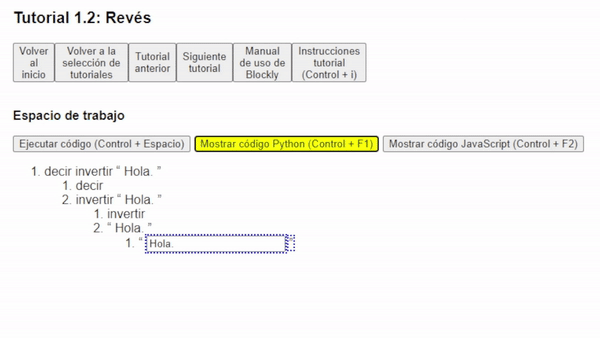 Tutorial 1.2: Revés
Volver al inicio
Volver a la selección de tutoriales
Tutorial anterior
Siguiente tutorial
Manual de uso de Blockly
Instrucciones tutorial (Control + i)
Espacio de trabajo
Ejecutar código (Control + Espacio) Mostrar código Python (Control + F1) Mostrar código JavaScript (Control + F2)
1. decir invertir “ Hola. ”
1. decir
2. invertir “ Hola. ”
1. invertir
2. “ Hola. ”
1. “ Hola. ”